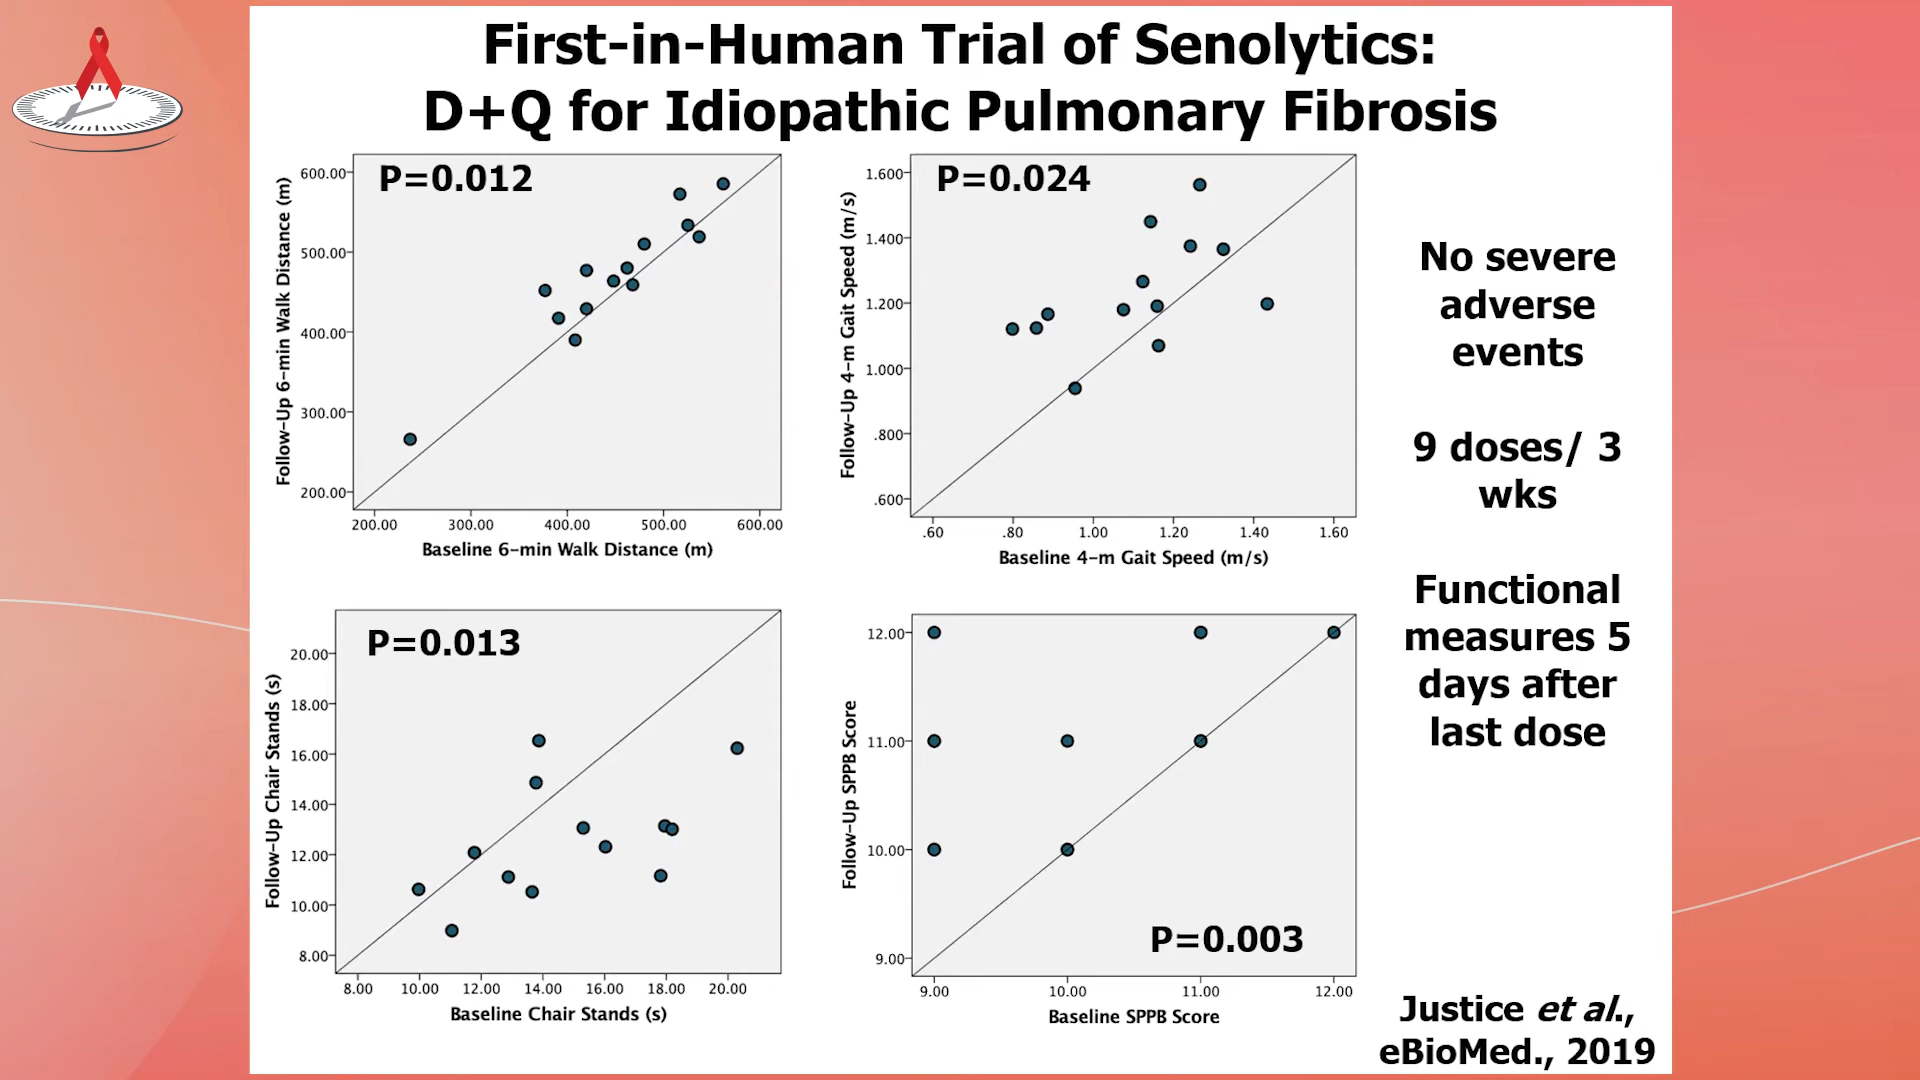 First-in-Human Trial of Senolytics:
D+Q for Idiopathic Pulmonary Fibrosis
P=0.012
Follow-Up 6-min Walk Distance (m)
600.00
500.00
400.00
300.00
200.00
200.00 300.00 400.00 500.00 600.00
Baseline 6-min Walk Distance (m)
P=0.024
Follow-Up 4-m Gait Speed (m/s)
1.600
1.400
1.200
1.000
.800
.600
.60 .80 1.00 1.20 1.40 1.60
Baseline 4-m Gait Speed (m/s)
P=0.013
Follow-Up Chair Stands (s)
20.00
18.00
16.00
14.00
12.00
10.00
8.00
8.00 10.00 12.00 14.00 16.00 18.00 20.00
Baseline Chair Stands (s)
Follow-Up SPPB Score
12.00
11.00
10.00
9.00
P=0.003
9.00 10.00 11.00 12.00
Baseline SPPB Score
No severe
adverse
events
9 doses/ 3
wks
Functional
measures 5
days after
last dose
Justice et al.,
eBioMed., 2019